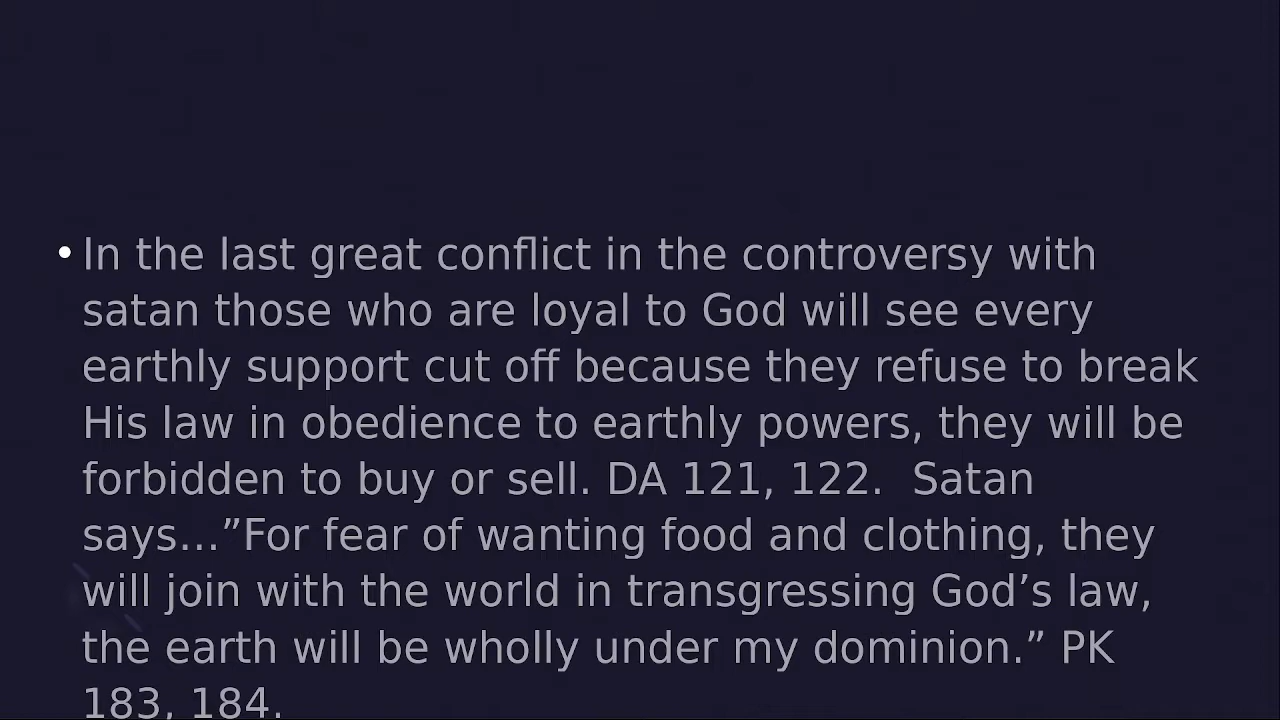 • In the last great conflict in the controversy with
satan those who are loyal to God will see every
earthly support cut off because they refuse to break
His law in obedience to earthly powers, they will be
forbidden to buy or sell. DA 121, 122.  Satan
says…”For fear of wanting food and clothing, they
will join with the world in transgressing God’s law,
the earth will be wholly under my dominion.” PK
183, 184.